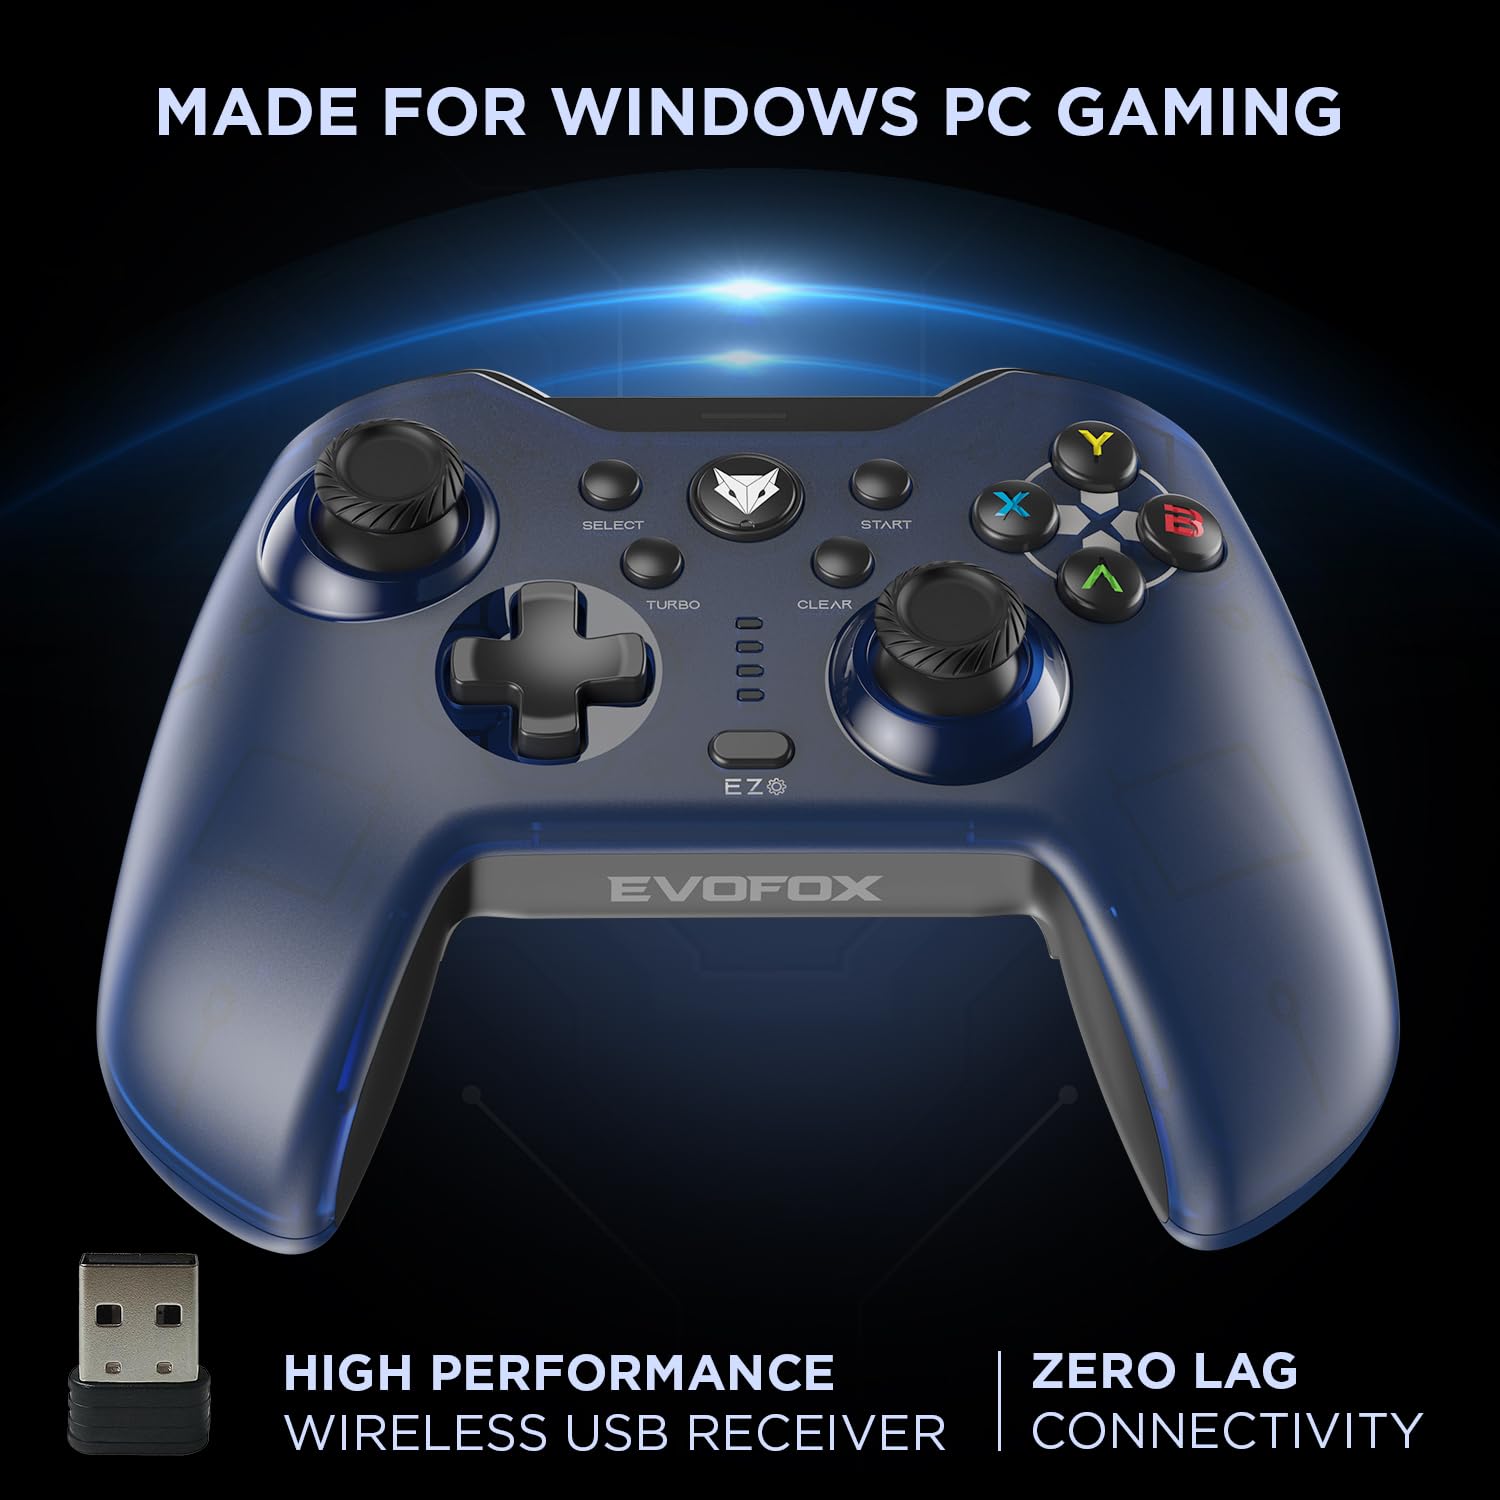 MADE FOR WINDOWS PC GAMING
SELECT
START
Y
X
B
A
TURBO
CLEAR
EZ
EVOFOX
HIGH PERFORMANCE
WIRELESS USB RECEIVER
ZERO LAG
CONNECTIVITY